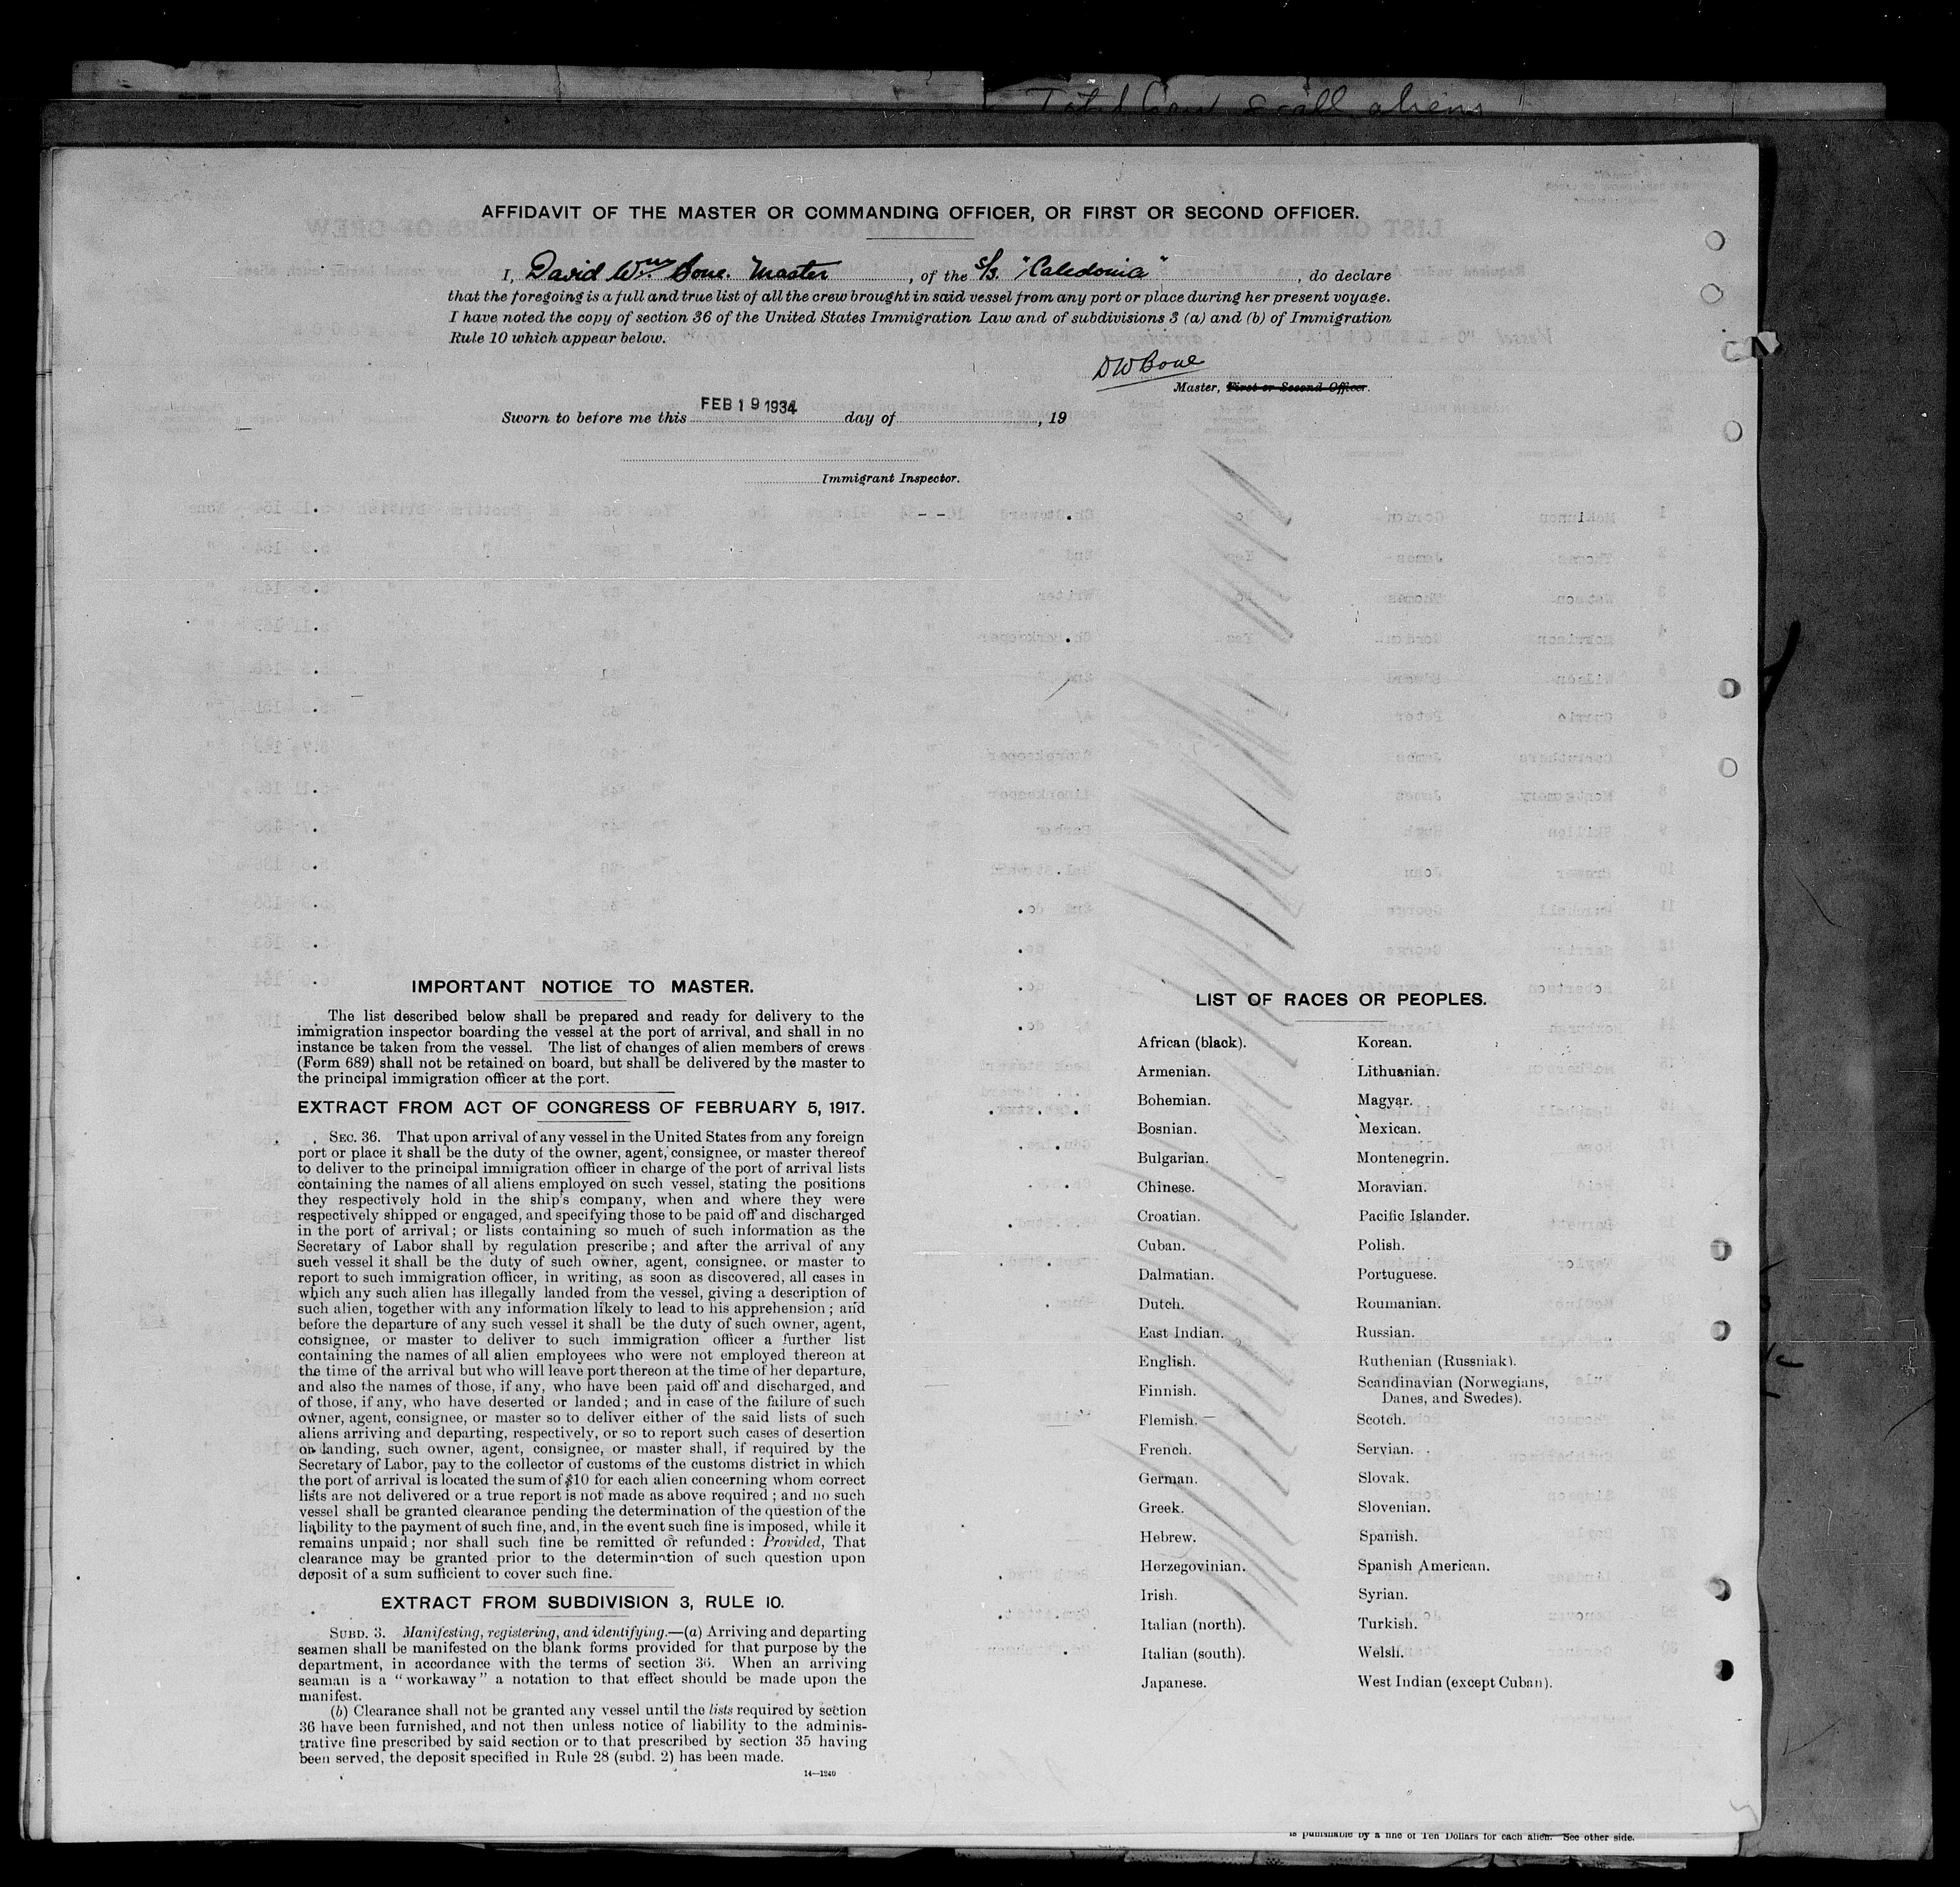 Total Crew & all aliens
AFFIDAVIT OF THE MASTER OR COMMANDING OFFICER, OR FIRST OR SECOND OFFICER.
I, David Wm. Bone. Master, of the S/S. "Caledonia", do declare
that the foregoing is a full and true list of all the crew brought in said vessel from any port or place during her present voyage.
I have noted the copy of section 36 of the United States Immigration Law and of subdivisions 3 (a) and (b) of Immigration
Rule 10 which appear below.
DW Bone
Master, First or Second Officer.
Sworn to before me this FEB 19 1934 day of , 19
Immigrant Inspector.
IMPORTANT NOTICE TO MASTER.
The list described below shall be prepared and ready for delivery to the
immigration inspector boarding the vessel at the port of arrival, and shall in no
instance be taken from the vessel. The list of changes of alien members of crews
(Form 689) shall not be retained on board, but shall be delivered by the master to
the principal immigration officer at the port.
EXTRACT FROM ACT OF CONGRESS OF FEBRUARY 5, 1917.
SEC. 36. That upon arrival of any vessel in the United States from any foreign
port or place it shall be the duty of the owner, agent, consignee, or master thereof
to deliver to the principal immigration officer in charge of the port of arrival lists
containing the names of all aliens employed on such vessel, stating the positions
they respectively hold in the ship's company, when and where they were
respectively shipped or engaged, and specifying those to be paid off and discharged
in the port of arrival; or lists containing so much of such information as the
Secretary of Labor shall by regulation prescribe; and after the arrival of any
such vessel it shall be the duty of such owner, agent, consignee, or master to
report to such immigration officer, in writing, as soon as discovered, all cases in
which any such alien has illegally landed from the vessel, giving a description of
such alien, together with any information likely to lead to his apprehension; and
before the departure of any such vessel it shall be the duty of such owner, agent,
consignee, or master to deliver to such immigration officer a further list
containing the names of all alien employees who were not employed thereon at
the time of the arrival but who will leave port thereon at the time of her departure,
and also the names of those, if any, who have been paid off and discharged, and
of those, if any, who have deserted or landed; and in case of the failure of such
owner, agent, consignee, or master so to deliver either of the said lists of such
aliens arriving and departing, respectively, or so to report such cases of desertion
or landing, such owner, agent, consignee, or master shall, if required by the
Secretary of Labor, pay to the collector of customs of the customs district in which
the port of arrival is located the sum of $10 for each alien concerning whom correct
lists are not delivered or a true report is not made as above required; and no such
vessel shall be granted clearance pending the determination of the question of the
liability to the payment of such fine, and, in the event such fine is imposed, while it
remains unpaid; nor shall such fine be remitted or refunded: Provided, That
clearance may be granted prior to the determination of such question upon
deposit of a sum sufficient to cover such fine.
EXTRACT FROM SUBDIVISION 3, RULE 10.
SUBD. 3. Manifesting, registering, and identifying.—(a) Arriving and departing
seamen shall be manifested on the blank forms provided for that purpose by the
department, in accordance with the terms of section 36. When an arriving
seaman is a "workaway" a notation to that effect should be made upon the
manifest.
(b) Clearance shall not be granted any vessel until the lists required by section
36 have been furnished, and not then unless notice of liability to the adminis-
trative fine prescribed by said section or to that prescribed by section 35 having
been served, the deposit specified in Rule 28 (subd. 2) has been made.
14—1240
LIST OF RACES OR PEOPLES.
African (black).
Armenian.
Bohemian.
Bosnian.
Bulgarian.
Chinese.
Croatian.
Cuban.
Dalmatian.
Dutch.
East Indian.
English.
Finnish.
Flemish.
French.
German.
Greek.
Hebrew.
Herzegovinian.
Irish.
Italian (north).
Italian (south).
Japanese.
Korean.
Lithuanian.
Magyar.
Mexican.
Montenegrin.
Moravian.
Pacific Islander.
Polish.
Portuguese.
Roumanian.
Russian.
Ruthenian (Russniak).
Scandinavian (Norwegians,
Danes, and Swedes).
Scotch.
Servian.
Slovak.
Slovenian.
Spanish.
Spanish American.
Syrian.
Turkish.
Welsh.
West Indian (except Cuban).
is punishable by a fine of Ten Dollars for each alien. See other side.